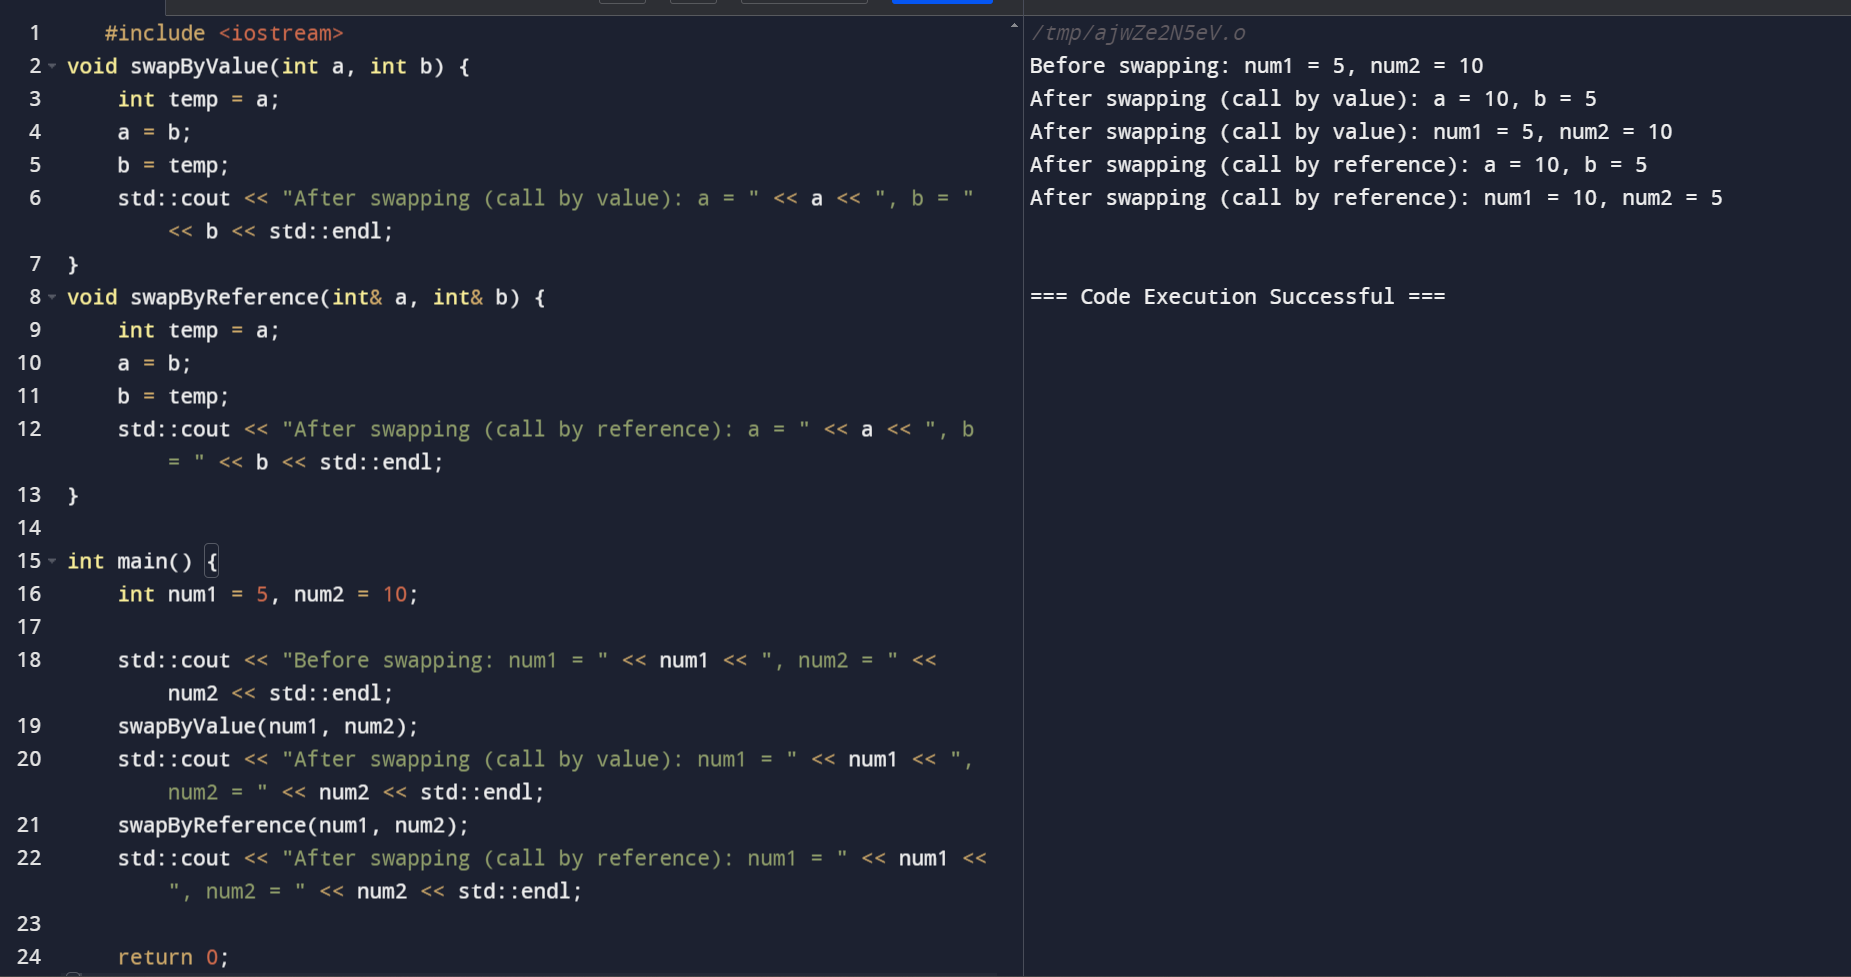 1 #include <iostream>
2 void swapByValue(int a, int b) {
3 int temp = a;
4 a = b;
5 b = temp;
6 std::cout << "After swapping (call by value): a = " << a << ", b = "
<< b << std::endl;
7 }
8 void swapByReference(int& a, int& b) {
9 int temp = a;
10 a = b;
11 b = temp;
12 std::cout << "After swapping (call by reference): a = " << a << ", b
= " << b << std::endl;
13 }
14
15 int main() {
16 int num1 = 5, num2 = 10;
17
18 std::cout << "Before swapping: num1 = " << num1 << ", num2 = " <<
num2 << std::endl;
19 swapByValue(num1, num2);
20 std::cout << "After swapping (call by value): num1 = " << num1 << ",
num2 = " << num2 << std::endl;
21 swapByReference(num1, num2);
22 std::cout << "After swapping (call by reference): num1 = " << num1 <<
", num2 = " << num2 << std::endl;
23
24 return 0;
/tmp/ajwZe2N5eV.o
Before swapping: num1 = 5, num2 = 10
After swapping (call by value): a = 10, b = 5
After swapping (call by value): num1 = 5, num2 = 10
After swapping (call by reference): a = 10, b = 5
After swapping (call by reference): num1 = 10, num2 = 5
=== Code Execution Successful ===